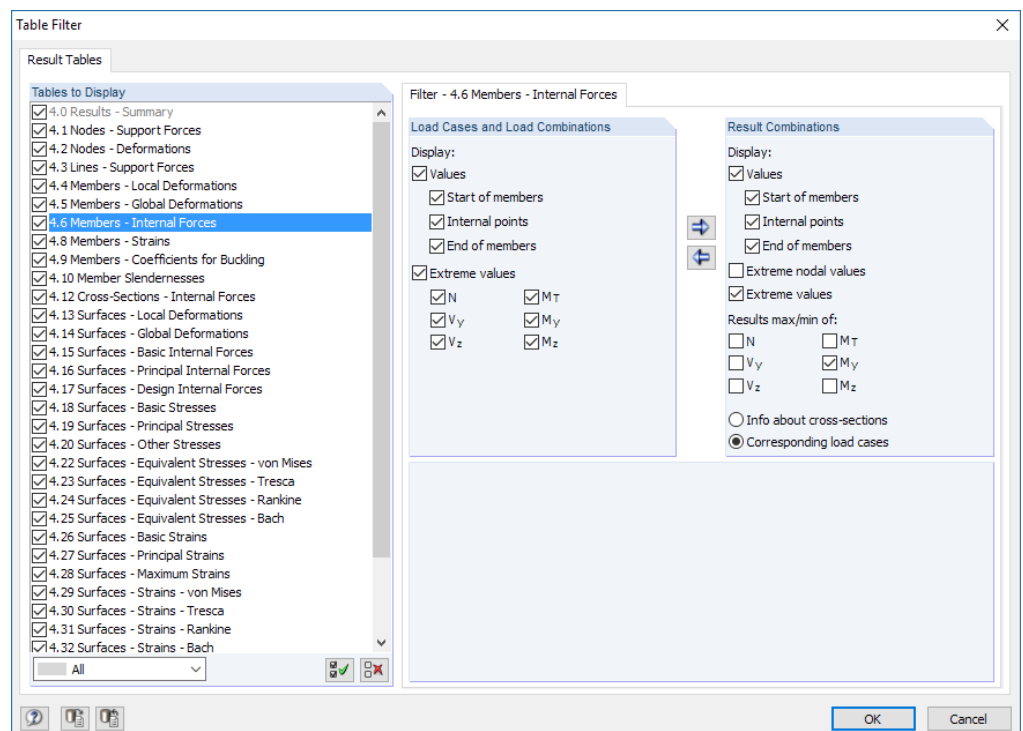 Table Filter
Result Tables
Tables to Display
4.0 Results - Summary
4.1 Nodes - Support Forces
4.2 Nodes - Deformations
4.3 Lines - Support Forces
4.4 Members - Local Deformations
4.5 Members - Global Deformations
4.6 Members - Internal Forces
4.8 Members - Strains
4.9 Members - Coefficients for Buckling
4.10 Member Slendernesses
4.12 Cross-Sections - Internal Forces
4.13 Surfaces - Local Deformations
4.14 Surfaces - Global Deformations
4.15 Surfaces - Basic Internal Forces
4.16 Surfaces - Principal Internal Forces
4.17 Surfaces - Design Internal Forces
4.18 Surfaces - Basic Stresses
4.19 Surfaces - Principal Stresses
4.20 Surfaces - Other Stresses
4.22 Surfaces - Equivalent Stresses - von Mises
4.23 Surfaces - Equivalent Stresses - Tresca
4.24 Surfaces - Equivalent Stresses - Rankine
4.25 Surfaces - Equivalent Stresses - Bach
4.26 Surfaces - Basic Strains
4.27 Surfaces - Principal Strains
4.28 Surfaces - Maximum Strains
4.29 Surfaces - Strains - von Mises
4.30 Surfaces - Strains - Tresca
4.31 Surfaces - Strains - Rankine
4.32 Surfaces - Strains - Bach
All
Filter - 4.6 Members - Internal Forces
Load Cases and Load Combinations
Display:
Values
Start of members
Internal points
End of members
Extreme values
N MT
Vy My
Vz Mz
Result Combinations
Display:
Values
Start of members
Internal points
End of members
Extreme nodal values
Extreme values
Results max/min of:
N MT
Vy My
Vz Mz
Info about cross-sections
Corresponding load cases
OK Cancel